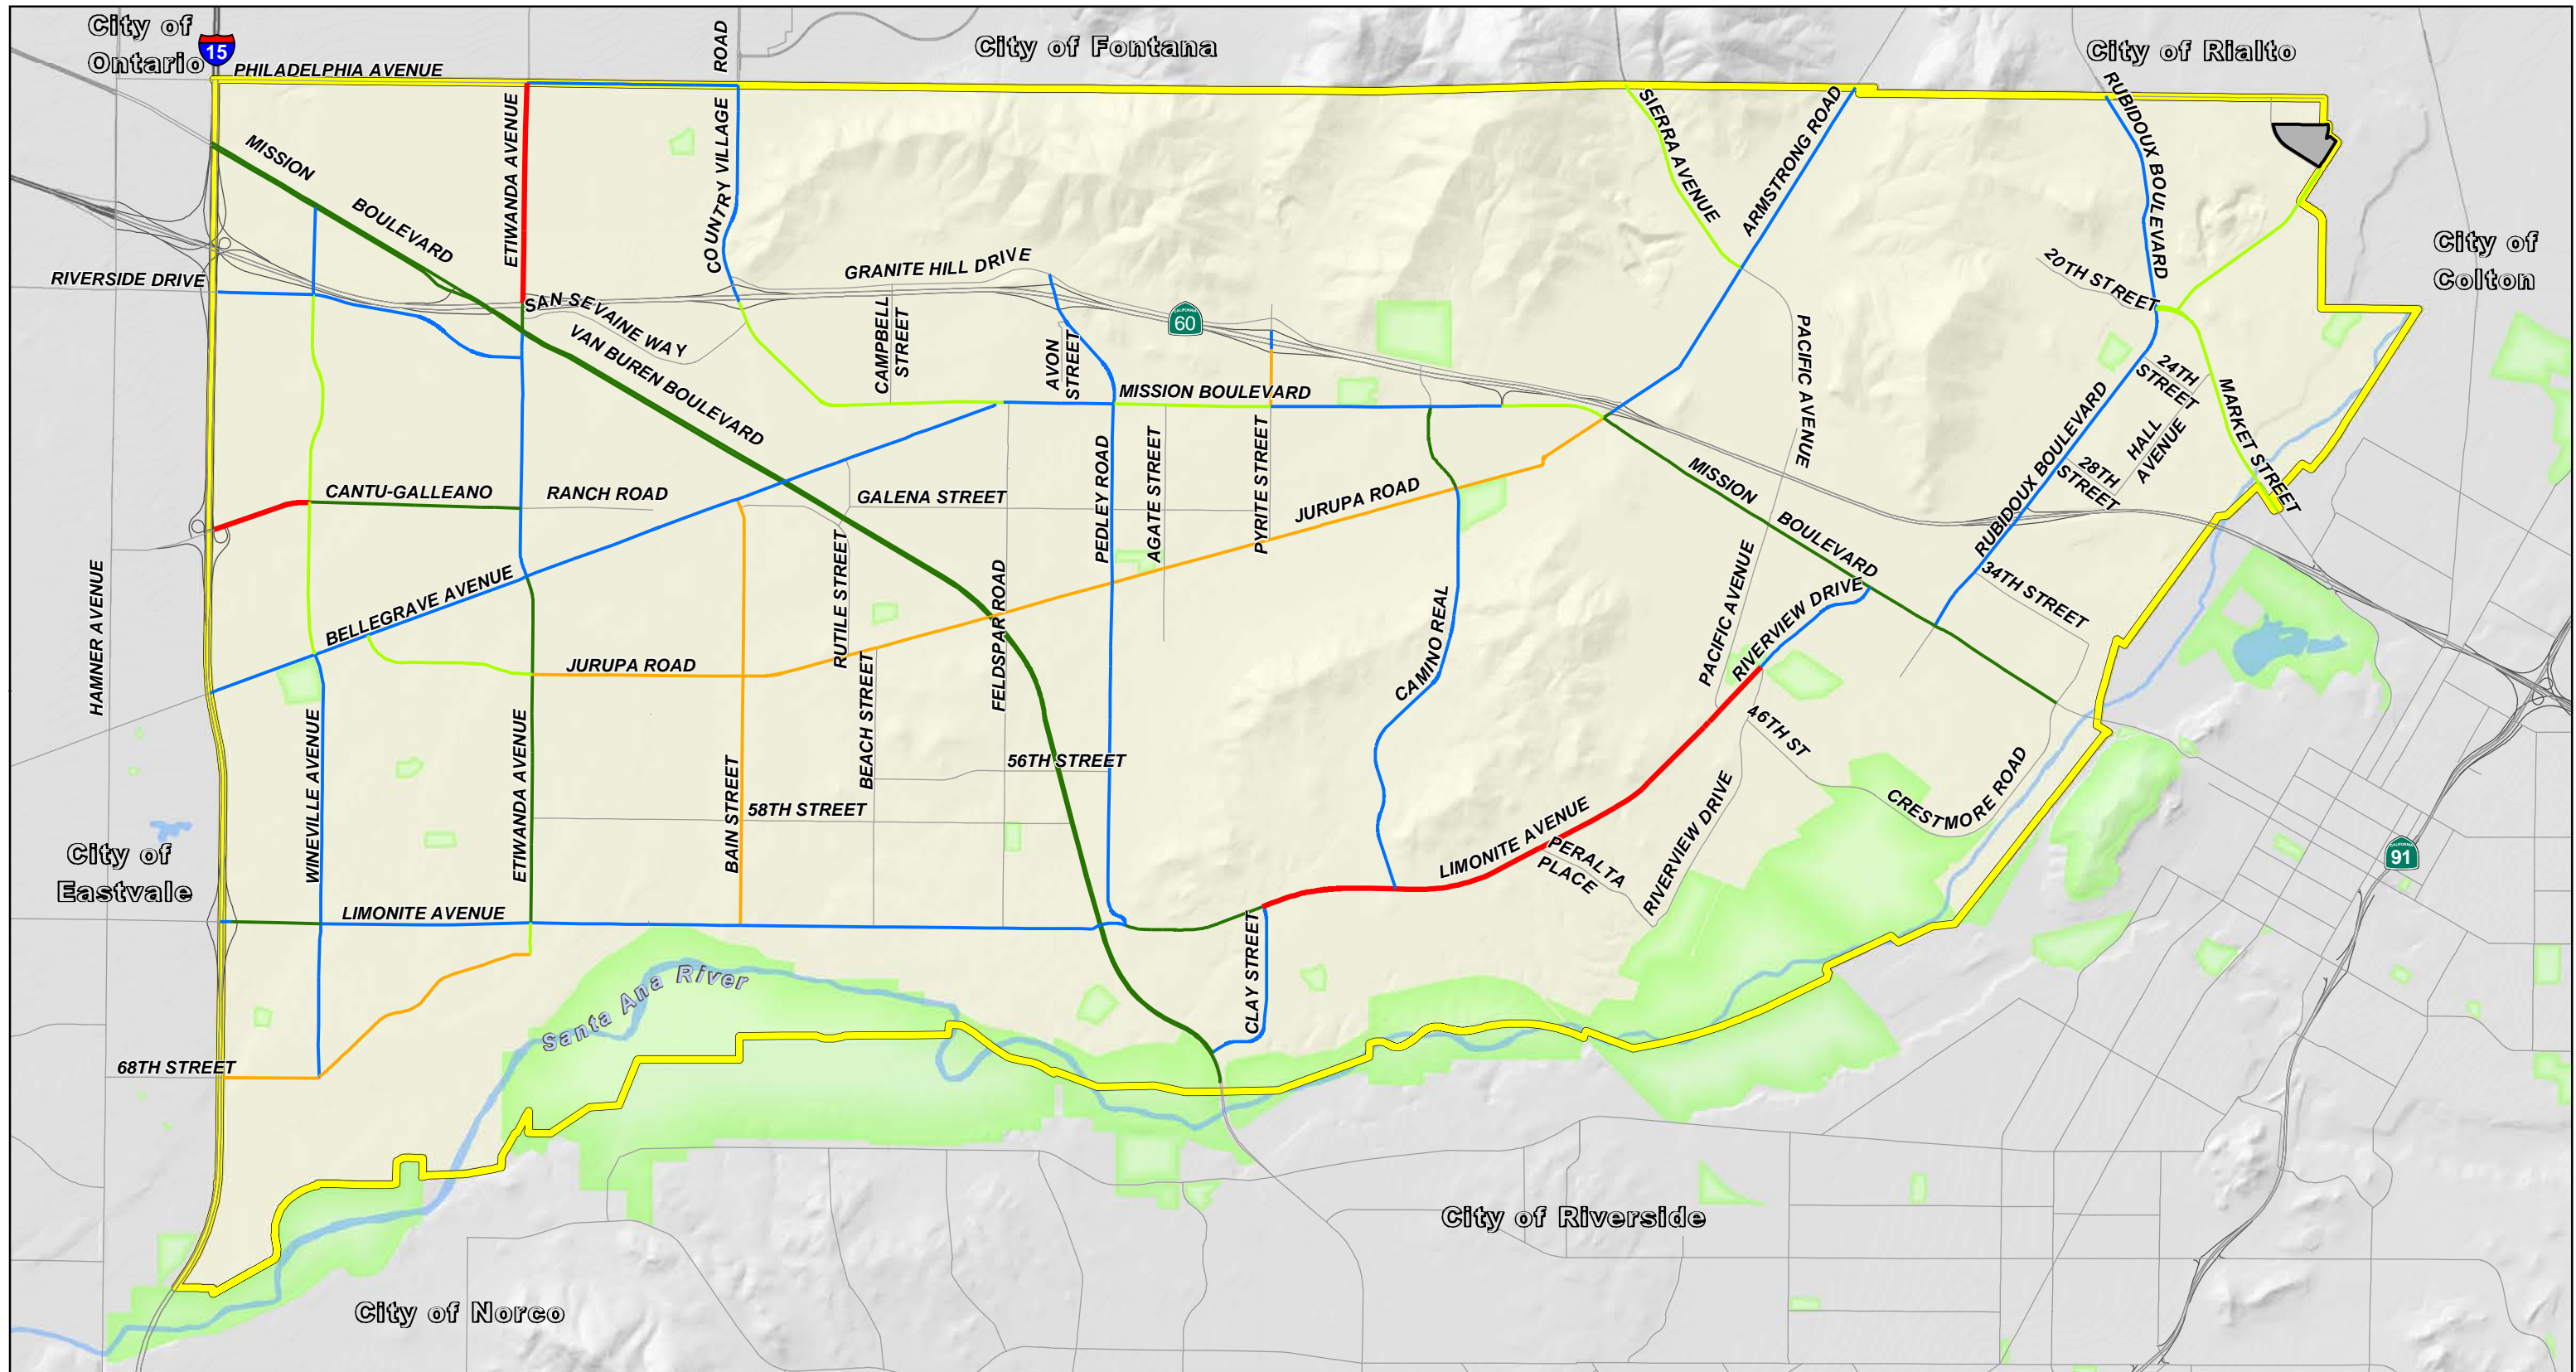 City of
Ontario
15
City of Fontana
City of Rialto
ROAD
PHILADELPHIA AVENUE
MISSION
BOULEVARD
ETIWANDA AVENUE
COUNTRY VILLAGE
SIERRA AVENUE
ARMSTRONG ROAD
RUBIDOUX BOULEVARD
City of
Colton
RIVERSIDE DRIVE
GRANITE HILL DRIVE
SAN SEVAINE WAY
VAN BUREN BOULEVARD
CAMPBELL
STREET
AVON
STREET
CALIFORNIA
60
20TH STREET
PACIFIC AVENUE
24TH
STREET
MISSION BOULEVARD
MARKET STREET
HALL
AVENUE
28TH
STREET
RUBIDOUX BOULEVARD
CANTU-GALLEANO
RANCH ROAD
GALENA STREET
PEDLEY ROAD
AGATE STREET
PYRITE STREET
JURUPA ROAD
MISSION
BOULEVARD
34TH STREET
HAMNER AVENUE
BELLEGRAVE AVENUE
RUTILE STREET
FELDSPAR ROAD
CAMINO REAL
PACIFIC AVENUE
RIVERVIEW DRIVE
JURUPA ROAD
BEACH STREET
46TH ST
WINEVILLE AVENUE
ETIWANDA AVENUE
BAIN STREET
56TH STREET
58TH STREET
CRESTMORE ROAD
LIMONITE AVENUE
PERALTA
PLACE
RIVERVIEW DRIVE
CALIFORNIA
91
City of
Eastvale
LIMONITE AVENUE
CLAY STREET
Santa Ana River
68TH STREET
City of Riverside
City of Norco